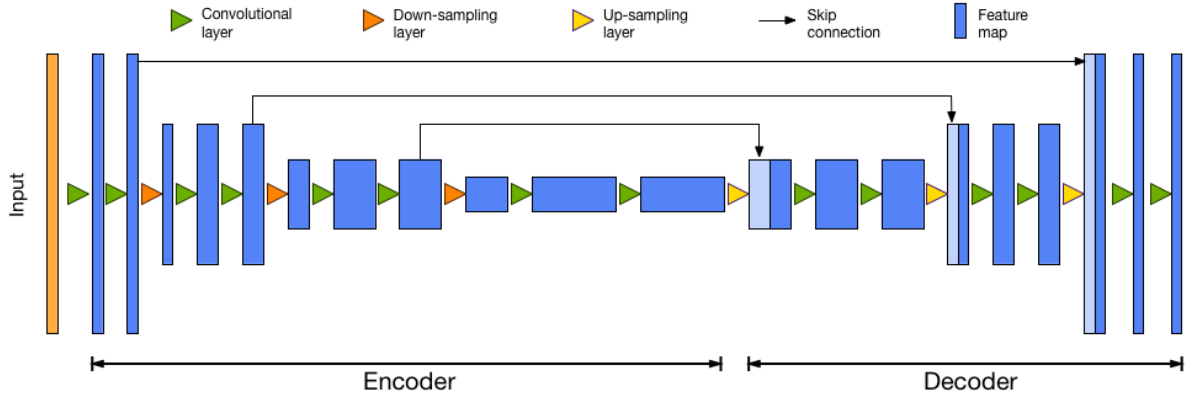 Convolutional
layer
Down-sampling
layer
Up-sampling
layer
Skip
connection
Feature
map
Input
Encoder
Decoder